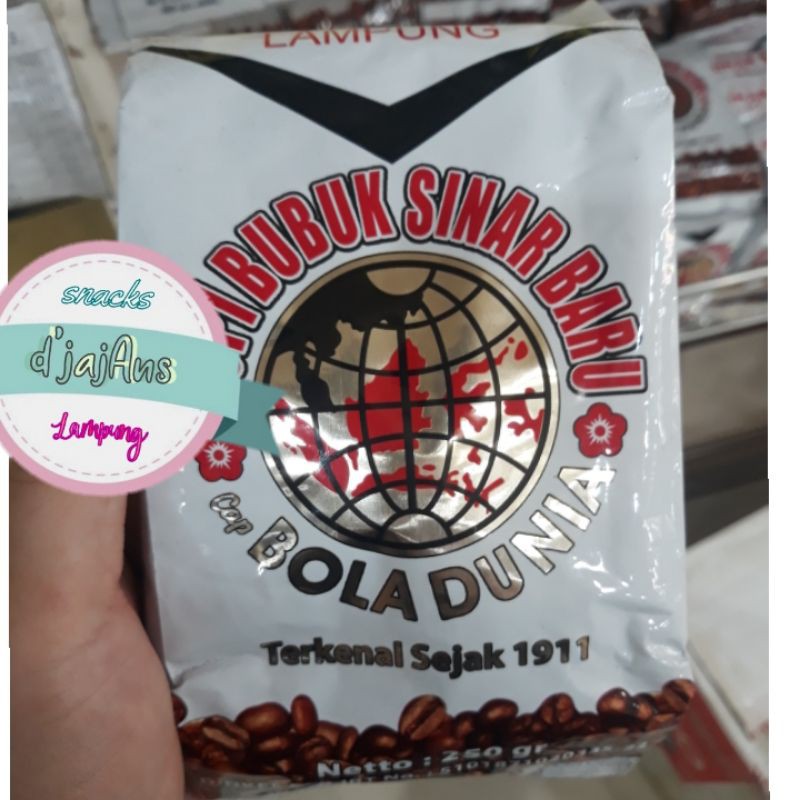 LAMPUNG
BUBUK SINAR BARU
Cap
BOLA DUNIA
Terkenal Sejak 1911
Netto : 250 gr
snacks
d'jajAns
Lampung